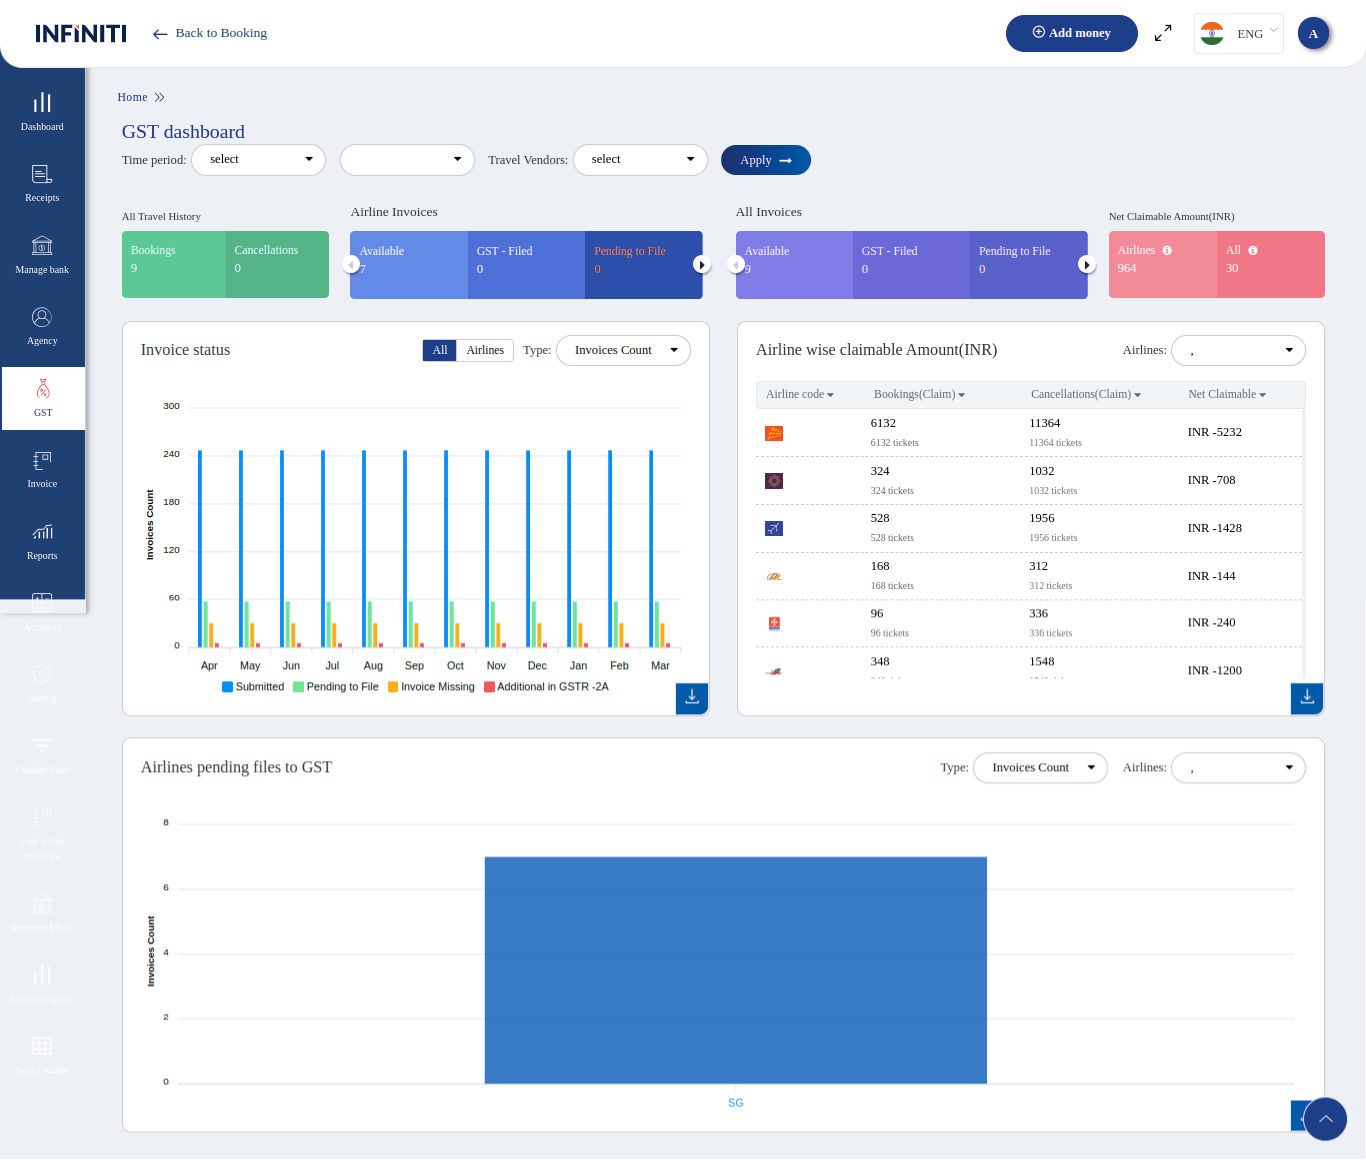 INFINITI
Back to Booking
Add money
ENG
A
Home
Dashboard
Receipts
Manage bank
Agency
GST
Invoice
Reports
Accounts
Setting
Custom filter
User access
privilege
Payment Mode
Invoice Program
Select Wallet
GST dashboard
Time period:
select
Travel Vendors:
select
Apply
All Travel History
Bookings
9
Cancellations
0
Airline Invoices
Available
7
GST - Filed
0
Pending to File
0
All Invoices
Available
9
GST - Filed
0
Pending to File
0
Net Claimable Amount(INR)
Airlines
964
All
30
Invoice status
All Airlines
Type:
Invoices Count
300
240
180
120
60
0
Invoices Count
Apr May Jun Jul Aug Sep Oct Nov Dec Jan Feb Mar
Submitted Pending to File Invoice Missing Additional in GSTR -2A
Airline wise claimable Amount(INR)
Airlines:
,
Airline code Bookings(Claim) Cancellations(Claim) Net Claimable
6132 11364 INR -5232
6132 tickets 11364 tickets
324 1032 INR -708
324 tickets 1032 tickets
528 1956 INR -1428
528 tickets 1956 tickets
168 312 INR -144
168 tickets 312 tickets
96 336 INR -240
96 tickets 336 tickets
348 1548 INR -1200
Airlines pending files to GST
Type:
Invoices Count
Airlines:
,
8
6
4
2
0
Invoices Count
SG